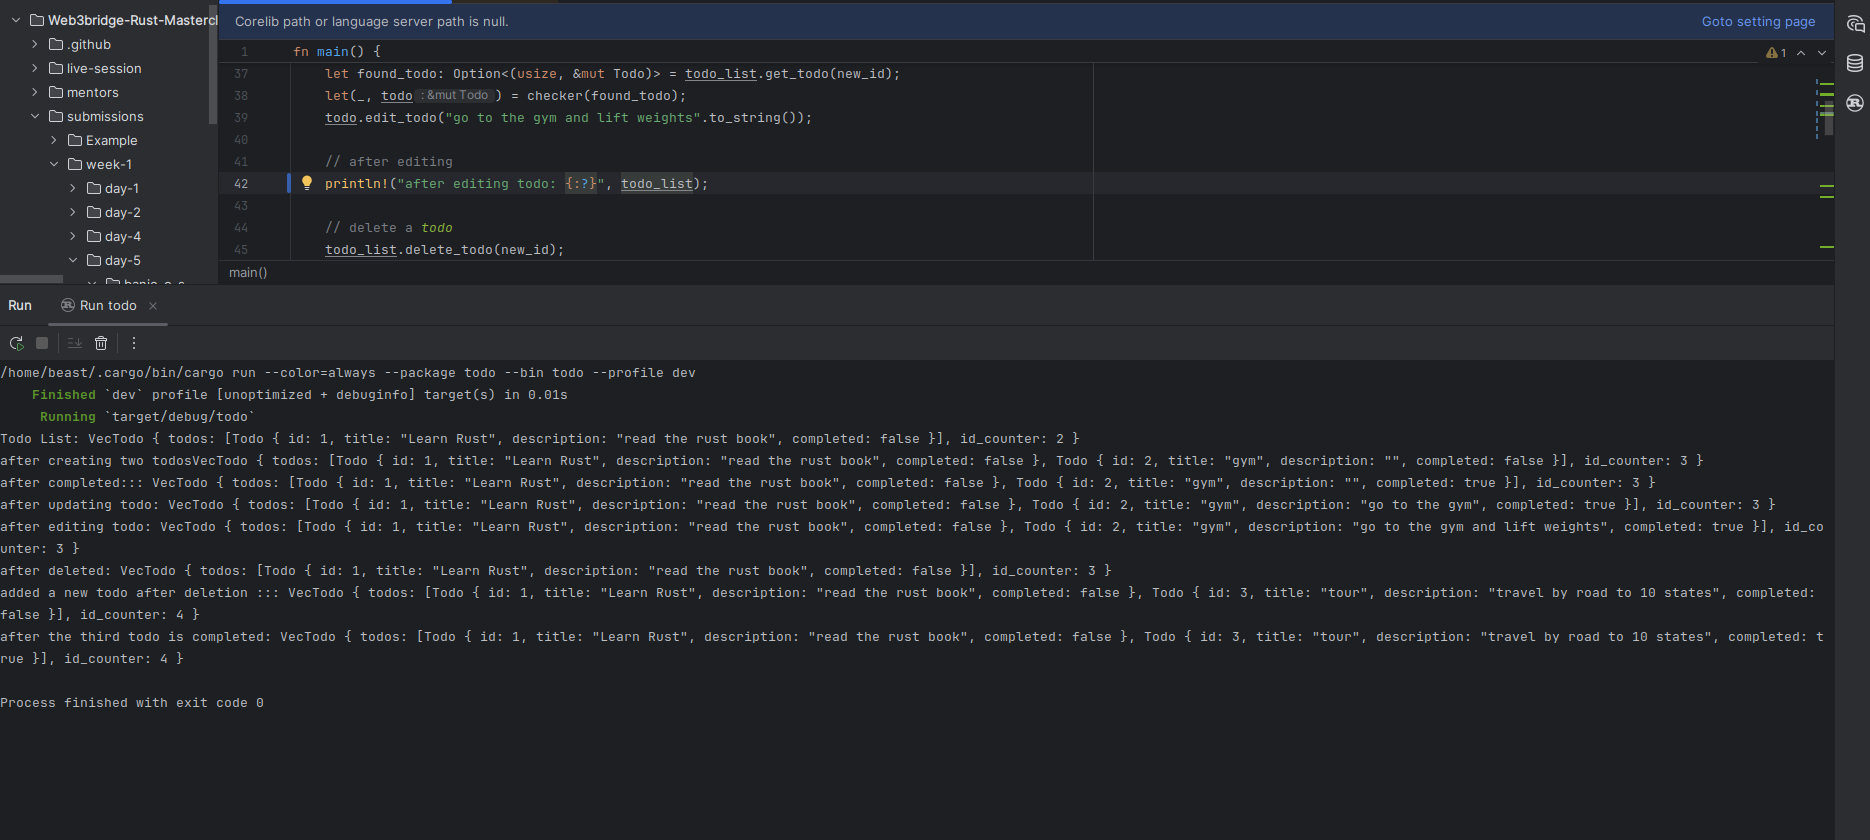 Web3bridge-Rust-Mastercl
.github
live-session
mentors
submissions
Example
week-1
day-1
day-2
day-4
day-5
Corelib path or language server path is null.
Goto setting page
1 fn main() {
1
37 let found_todo: Option<(usize, &mut Todo)> = todo_list.get_todo(new_id);
38 let(_, todo : &mut Todo ) = checker(found_todo);
39 todo.edit_todo("go to the gym and lift weights".to_string());
40
41 // after editing
42 println!("after editing todo: {:?}", todo_list);
43
44 // delete a todo
45 todo_list.delete_todo(new_id);
main()
Run
Run todo
/home/beast/.cargo/bin/cargo run --color=always --package todo --bin todo --profile dev
Finished `dev` profile [unoptimized + debuginfo] target(s) in 0.01s
Running `target/debug/todo`
Todo List: VecTodo { todos: [Todo { id: 1, title: "Learn Rust", description: "read the rust book", completed: false }], id_counter: 2 }
after creating two todosVecTodo { todos: [Todo { id: 1, title: "Learn Rust", description: "read the rust book", completed: false }, Todo { id: 2, title: "gym", description: "", completed: false }], id_counter: 3 }
after completed::: VecTodo { todos: [Todo { id: 1, title: "Learn Rust", description: "read the rust book", completed: false }, Todo { id: 2, title: "gym", description: "", completed: true }], id_counter: 3 }
after updating todo: VecTodo { todos: [Todo { id: 1, title: "Learn Rust", description: "read the rust book", completed: false }, Todo { id: 2, title: "gym", description: "go to the gym", completed: true }], id_counter: 3 }
after editing todo: VecTodo { todos: [Todo { id: 1, title: "Learn Rust", description: "read the rust book", completed: false }, Todo { id: 2, title: "gym", description: "go to the gym and lift weights", completed: true }], id_co
unter: 3 }
after deleted: VecTodo { todos: [Todo { id: 1, title: "Learn Rust", description: "read the rust book", completed: false }], id_counter: 3 }
added a new todo after deletion ::: VecTodo { todos: [Todo { id: 1, title: "Learn Rust", description: "read the rust book", completed: false }, Todo { id: 3, title: "tour", description: "travel by road to 10 states", completed:
false }], id_counter: 4 }
after the third todo is completed: VecTodo { todos: [Todo { id: 1, title: "Learn Rust", description: "read the rust book", completed: false }, Todo { id: 3, title: "tour", description: "travel by road to 10 states", completed: t
rue }], id_counter: 4 }
Process finished with exit code 0